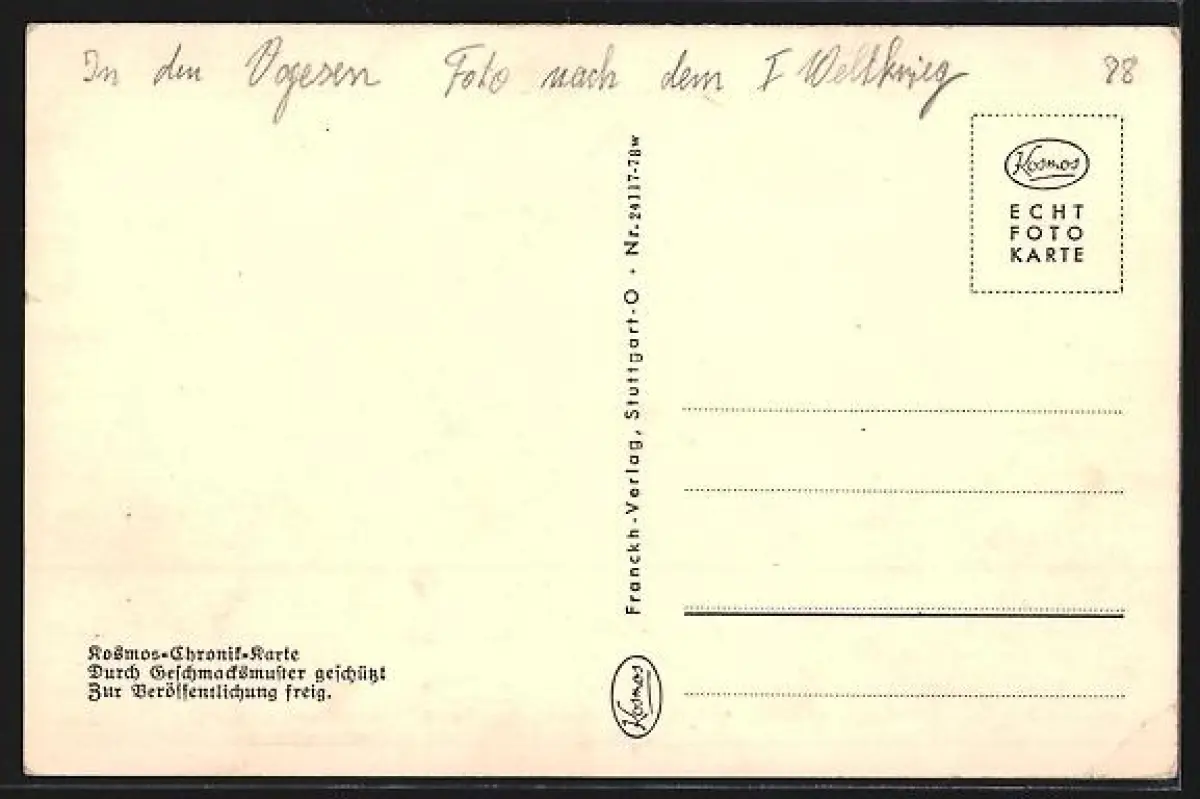 In den Vogesen Foto nach dem I Weltkrieg 88
Kosmos
ECHT
FOTO
KARTE
Franckh-Verlag, Stuttgart-O • Nr. 24117-78w
Kosmos-Chronik-Karte
Durch Geschmacksmuster geschützt
Zur Veröffentlichung freig.
Kosmos